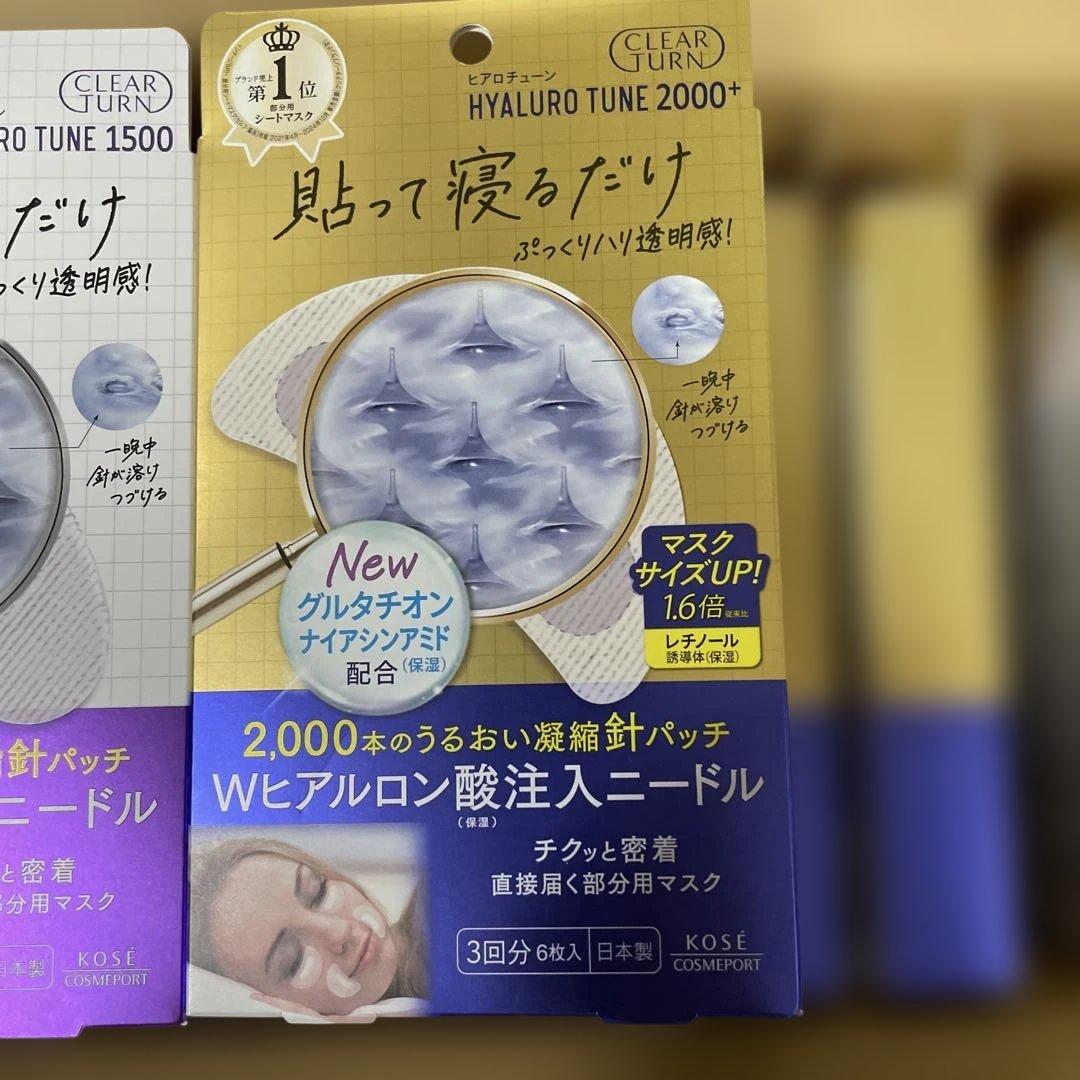 CLEAR
TURN
RO TUNE 1500
だけ
っくり透明感!
一晩中
針が溶け
つづける
針パッチ
ニードル
と密着
部分用マスク
日本製
KOSÉ
COSMEPORT
ブランド売上
第1位
部分用
シートマスク
CLEAR
TURN
ヒアロチューン
HYALURO TUNE 2000+
貼って寝るだけ
ぷっくりハリ透明感!
一晩中
針が溶け
つづける
New
グルタチオン
ナイアシンアミド
配合(保湿)
マスク
サイズUP!
1.6倍 従来比
レチノール
誘導体(保湿)
2,000本のうるおい凝縮針パッチ
Wヒアルロン酸注入ニードル
(保湿)
チクッと密着
直接届く部分用マスク
3回分 6枚入 日本製
KOSÉ
COSMEPORT